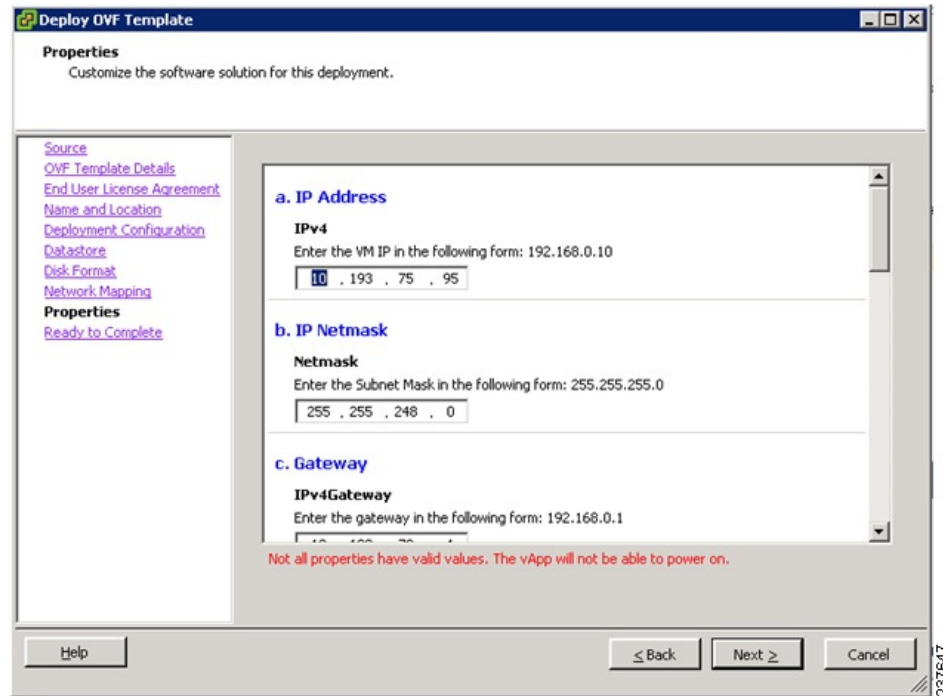 Deploy OVF Template
Properties
Customize the software solution for this deployment.
Source
OVF Template Details
End User License Agreement
Name and Location
Deployment Configuration
Datastore
Disk Format
Network Mapping
Properties
Ready to Complete
a. IP Address
IPv4
Enter the VM IP in the following form: 192.168.0.10
10 . 193 . 75 . 95
b. IP Netmask
Netmask
Enter the Subnet Mask in the following form: 255.255.255.0
255 . 255 . 248 . 0
c. Gateway
IPv4Gateway
Enter the gateway in the following form: 192.168.0.1
Not all properties have valid values. The vApp will not be able to power on.
Help
≤ Back
Next ≥
Cancel
237647